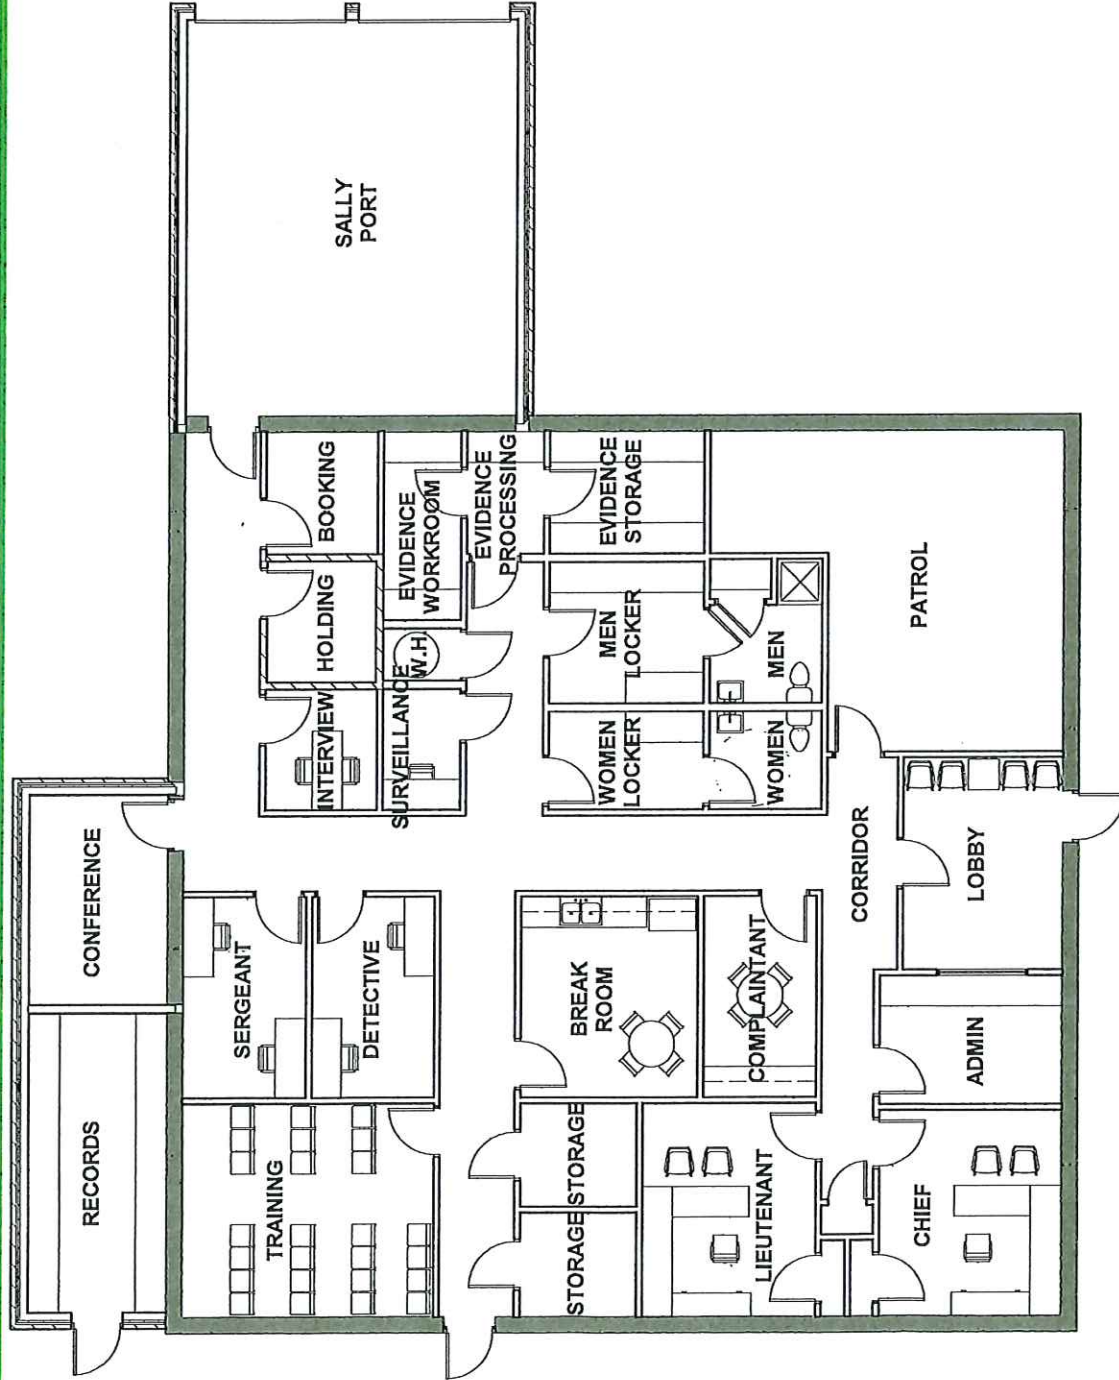 SALLY
PORT
BOOKING
EVIDENCE
WORKROOM
EVIDENCE
PROCESSING
EVIDENCE
STORAGE
HOLDING
W.H.
MEN
LOCKER
MEN
PATROL
INTERVIEW
SURVEILLANCE
WOMEN
LOCKER
WOMEN
CONFERENCE
SERGEANT
DETECTIVE
BREAK
ROOM
COMPLAINTANT
CORRIDOR
LOBBY
ADMIN
RECORDS
TRAINING
STORAGE
STORAGE
LIEUTENANT
CHIEF